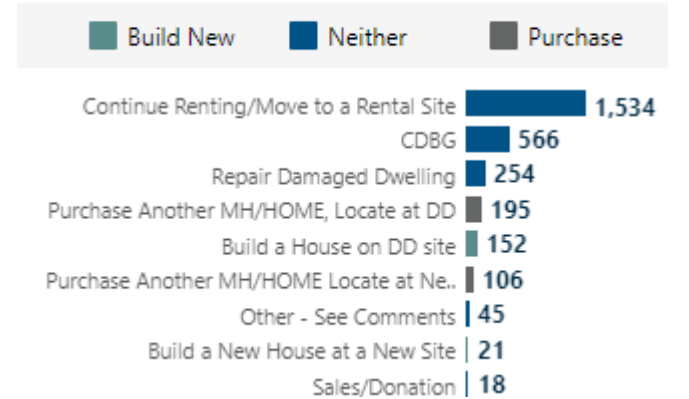 Build New Neither Purchase
Continue Renting/Move to a Rental Site 1,534
CDBG 566
Repair Damaged Dwelling 254
Purchase Another MH/HOME, Locate at DD 195
Build a House on DD site 152
Purchase Another MH/HOME Locate at Ne.. 106
Other - See Comments 45
Build a New House at a New Site 21
Sales/Donation 18